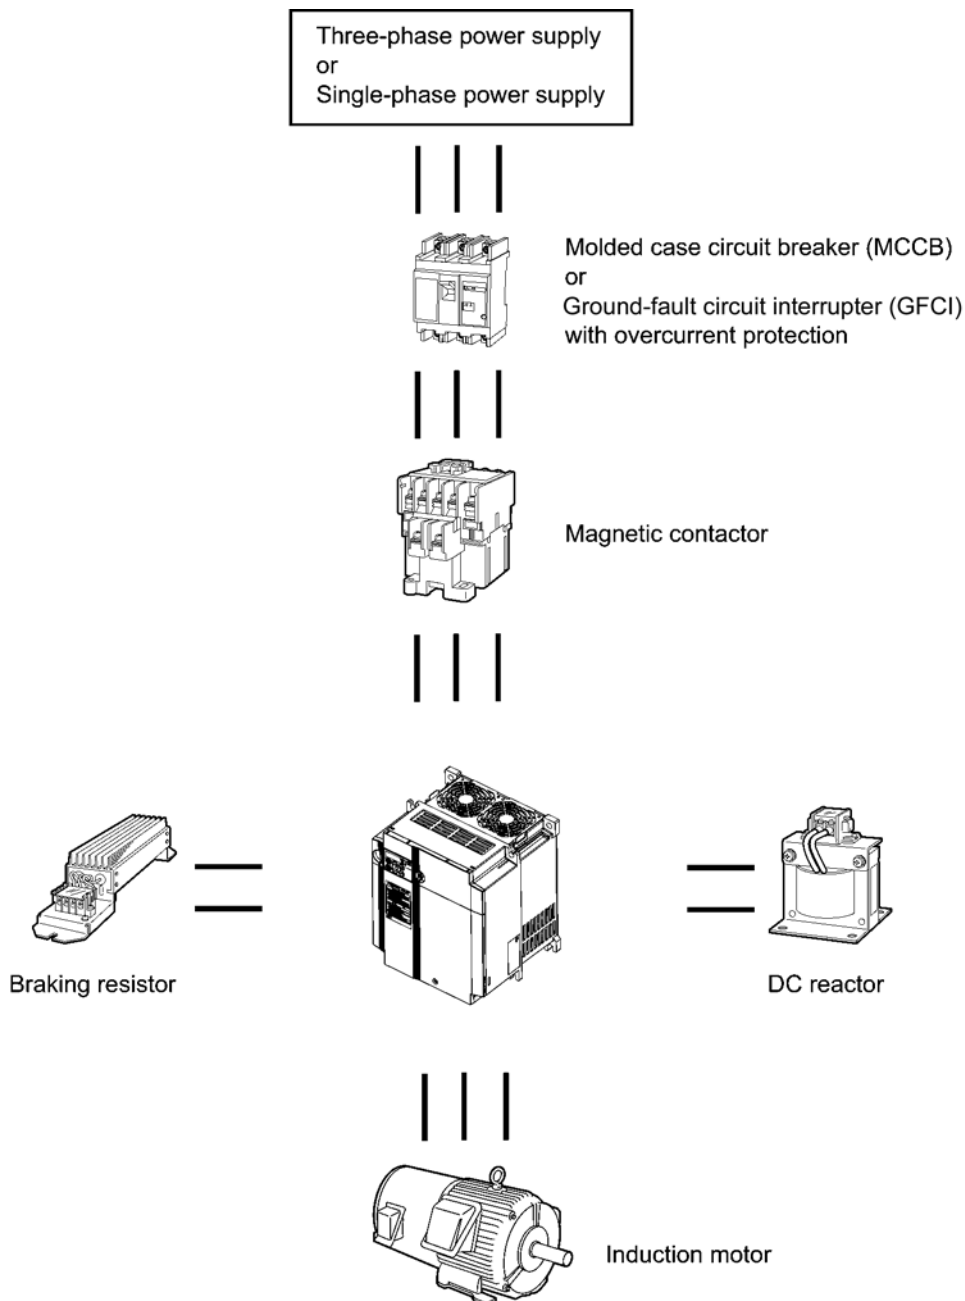 Three-phase power supply
or
Single-phase power supply
Molded case circuit breaker (MCCB)
or
Ground-fault circuit interrupter (GFCI)
with overcurrent protection
Magnetic contactor
Braking resistor
DC reactor
Induction motor